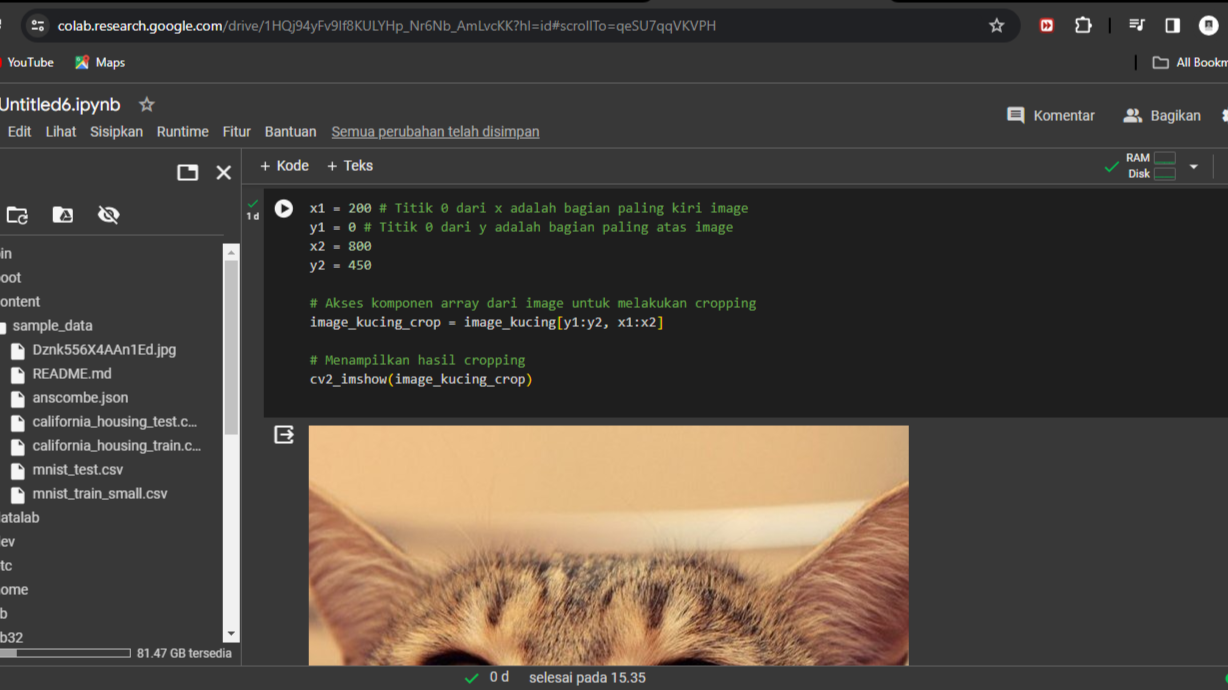 colab.research.google.com/drive/1HQj94yFv9lf8KULYHp_Nr6Nb_AmLvcKK?hl=id#scrollTo=qeSU7qqVKVPH
YouTube Maps All Bookm
Untitled6.ipynb
Edit Lihat Sisipkan Runtime Fitur Bantuan Semua perubahan telah disimpan
Komentar Bagikan
+ Kode + Teks
RAM
Disk
1 d
x1 = 200 # Titik 0 dari x adalah bagian paling kiri image
y1 = 0 # Titik 0 dari y adalah bagian paling atas image
x2 = 800
y2 = 450
# Akses komponen array dari image untuk melakukan cropping
image_kucing_crop = image_kucing[y1:y2, x1:x2]
# Menampilkan hasil cropping
cv2_imshow(image_kucing_crop)
in
oot
ontent
sample_data
Dznk556X4AAn1Ed.jpg
README.md
anscombe.json
california_housing_test.c...
california_housing_train.c...
mnist_test.csv
mnist_train_small.csv
atalab
ev
tc
ome
b
b32
81.47 GB tersedia
0 d selesai pada 15.35